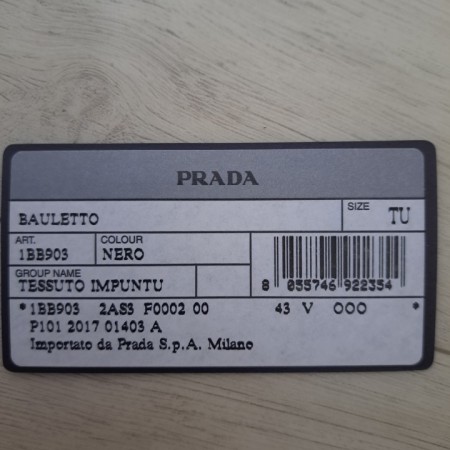 PRADA
BAULETTO
SIZE TU
ART. 1BB903
COLOUR NERO
GROUP NAME
TESSUTO IMPUNTU
8 055746 922354
*1BB903 2AS3 F0002 00 43 V OOO *
P101 2017 01403 A
Importato da Prada S.p.A. Milano